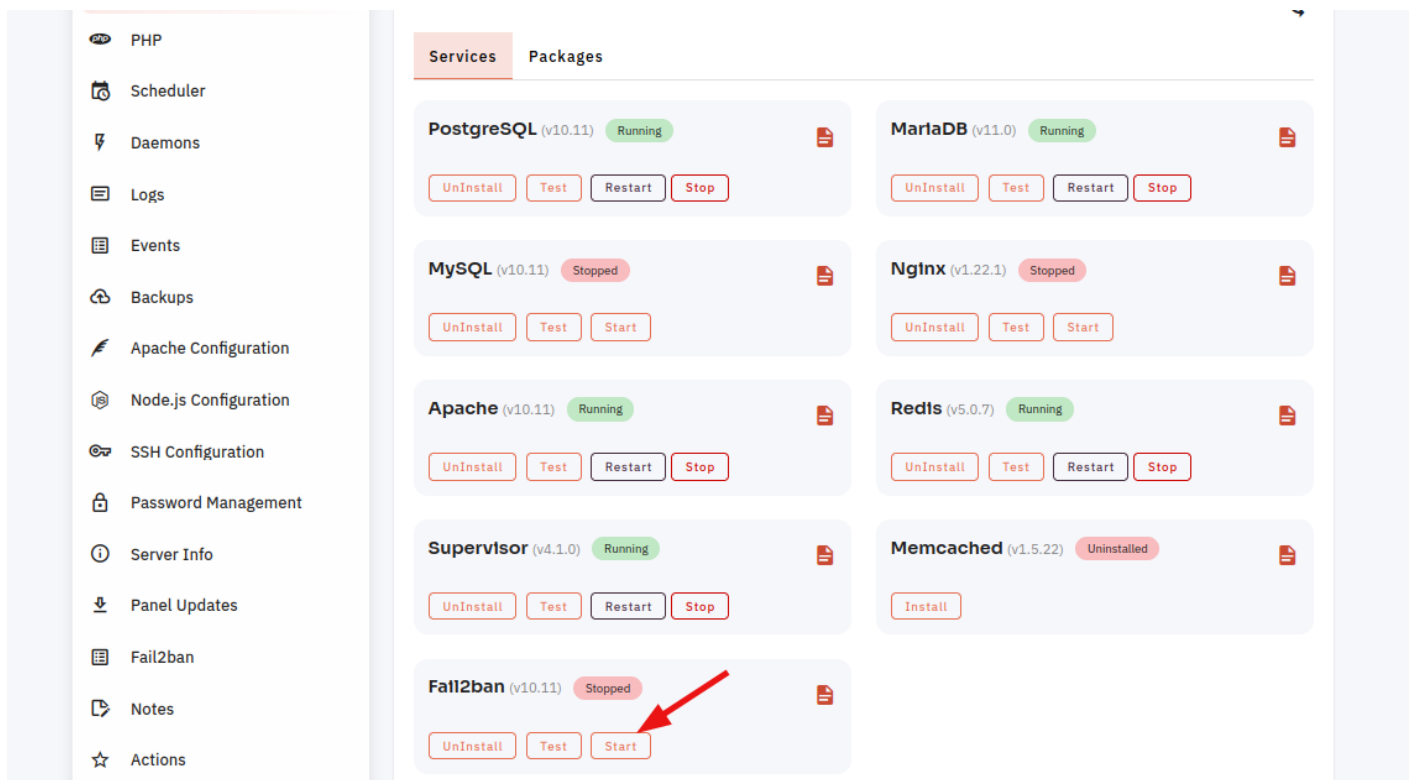 PHP
Scheduler
Daemons
Logs
Events
Backups
Apache Configuration
Node.js Configuration
SSH Configuration
Password Management
Server Info
Panel Updates
Fail2ban
Notes
Actions
Services Packages
PostgreSQL (v10.11) Running
UnInstall Test Restart Stop
MariaDB (v11.0) Running
UnInstall Test Restart Stop
MySQL (v10.11) Stopped
UnInstall Test Start
Nginx (v1.22.1) Stopped
UnInstall Test Start
Apache (v10.11) Running
UnInstall Test Restart Stop
Redis (v5.0.7) Running
UnInstall Test Restart Stop
Supervisor (v4.1.0) Running
UnInstall Test Restart Stop
Memcached (v1.5.22) Uninstalled
Install
Fail2ban (v10.11) Stopped
UnInstall Test Start